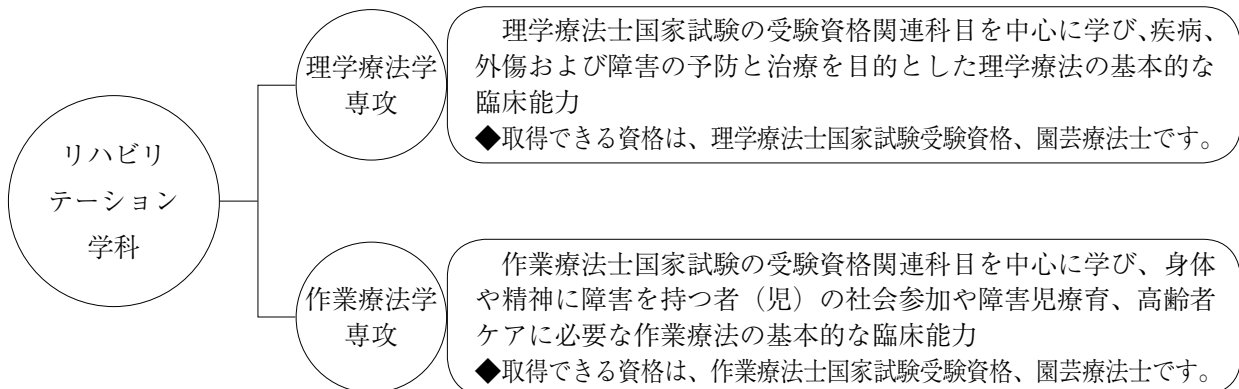 リハビリ
テーション
学科
理学療法学
専攻
　理学療法士国家試験の受験資格関連科目を中心に学び、疾病、
外傷および障害の予防と治療を目的とした理学療法の基本的な
臨床能力
◆取得できる資格は、理学療法士国家試験受験資格、園芸療法士です。
作業療法学
専攻
　作業療法士国家試験の受験資格関連科目を中心に学び、身体
や精神に障害を持つ者（児）の社会参加や障害児療育、高齢者
ケアに必要な作業療法の基本的な臨床能力
◆取得できる資格は、作業療法士国家試験受験資格、園芸療法士です。